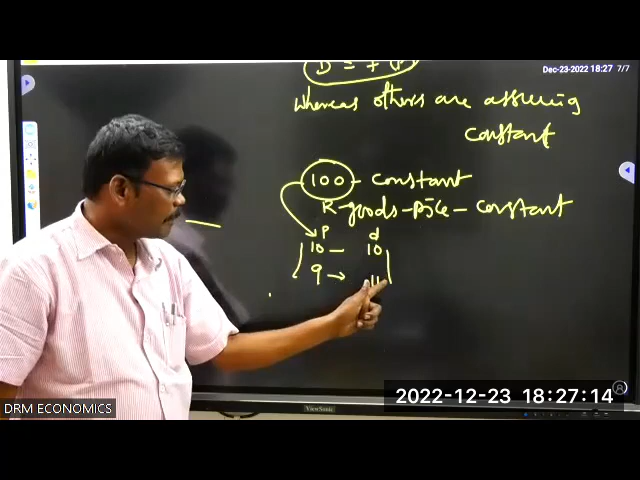 Dec-23-2022 18:27 7/7
D = f (P)
Whereas others are assuming
constant
100 - constant
R-goods-price - constant
P d
10 - 10
9 → 11
2022-12-23 18:27:14
DRM ECONOMICS
ViewSonic